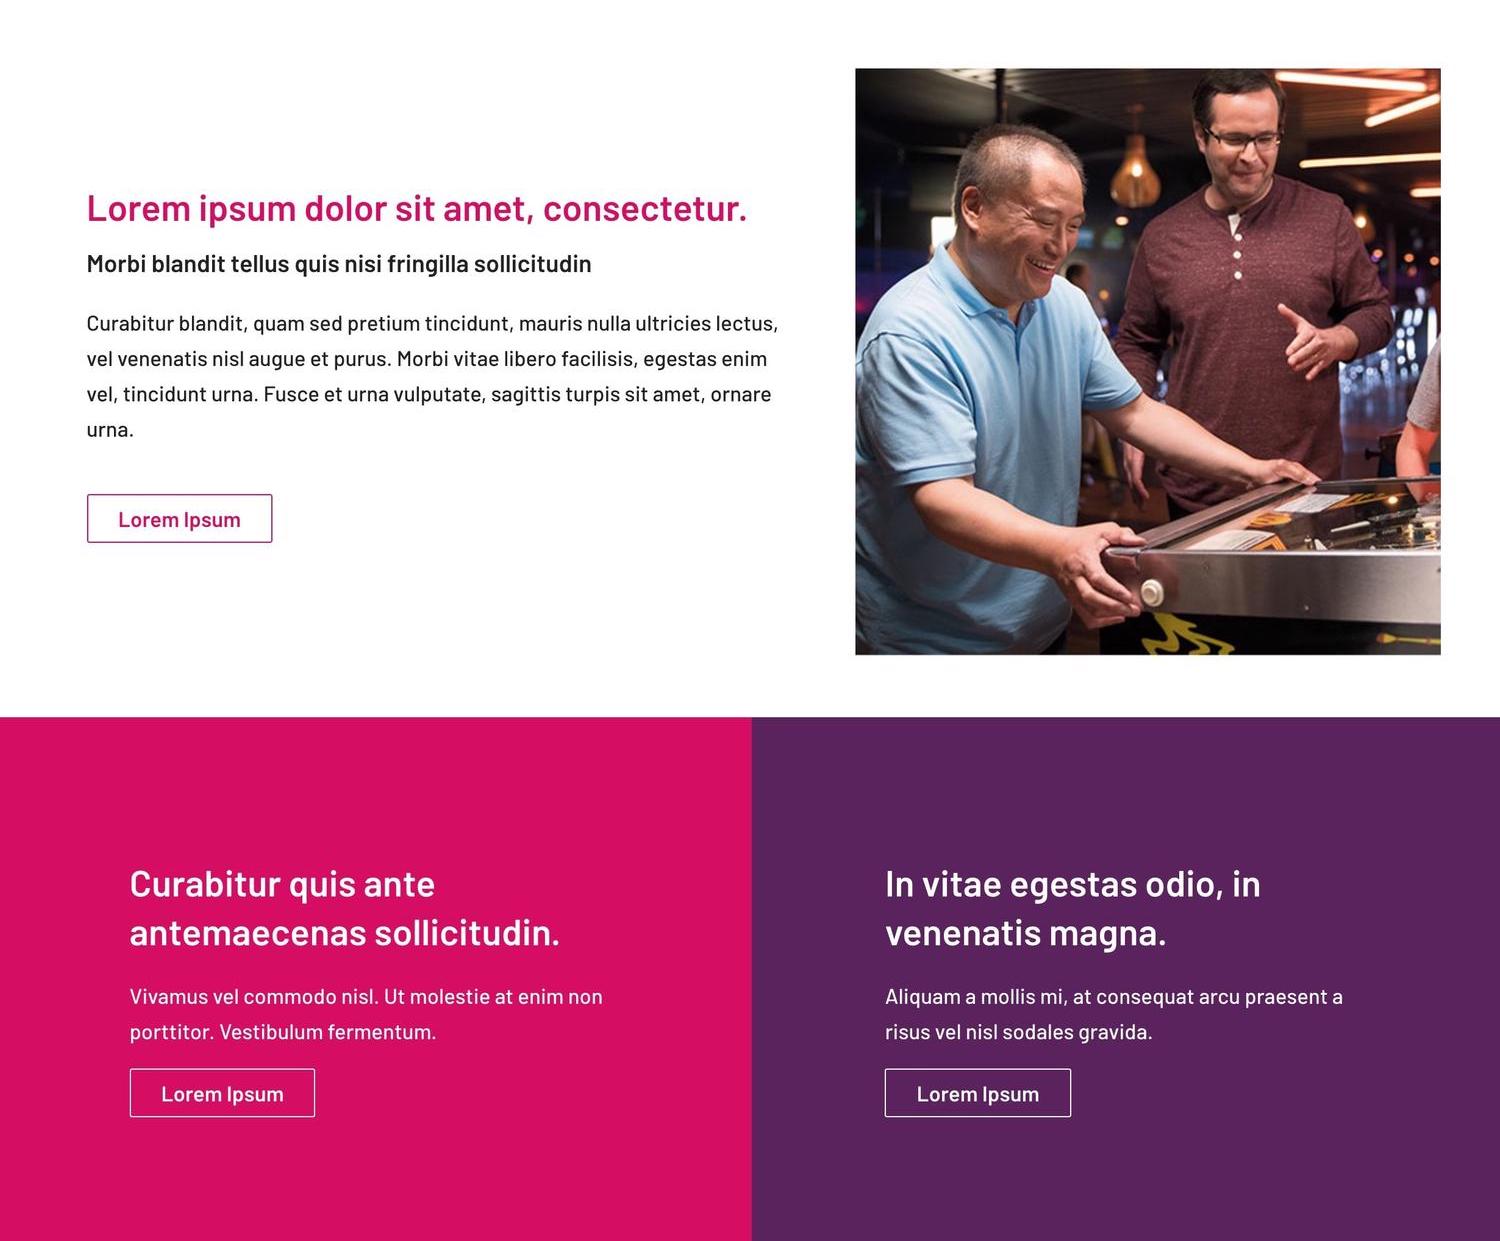 Lorem ipsum dolor sit amet, consectetur.
Morbi blandit tellus quis nisi fringilla sollicitudin
Curabitur blandit, quam sed pretium tincidunt, mauris nulla ultricies lectus,
vel venenatis nisl augue et purus. Morbi vitae libero facilisis, egestas enim
vel, tincidunt urna. Fusce et urna vulputate, sagittis turpis sit amet, ornare
urna.
Lorem Ipsum
Curabitur quis ante
antemaecenas sollicitudin.
Vivamus vel commodo nisl. Ut molestie at enim non
porttitor. Vestibulum fermentum.
Lorem Ipsum
In vitae egestas odio, in
venenatis magna.
Aliquam a mollis mi, at consequat arcu praesent a
risus vel nisl sodales gravida.
Lorem Ipsum